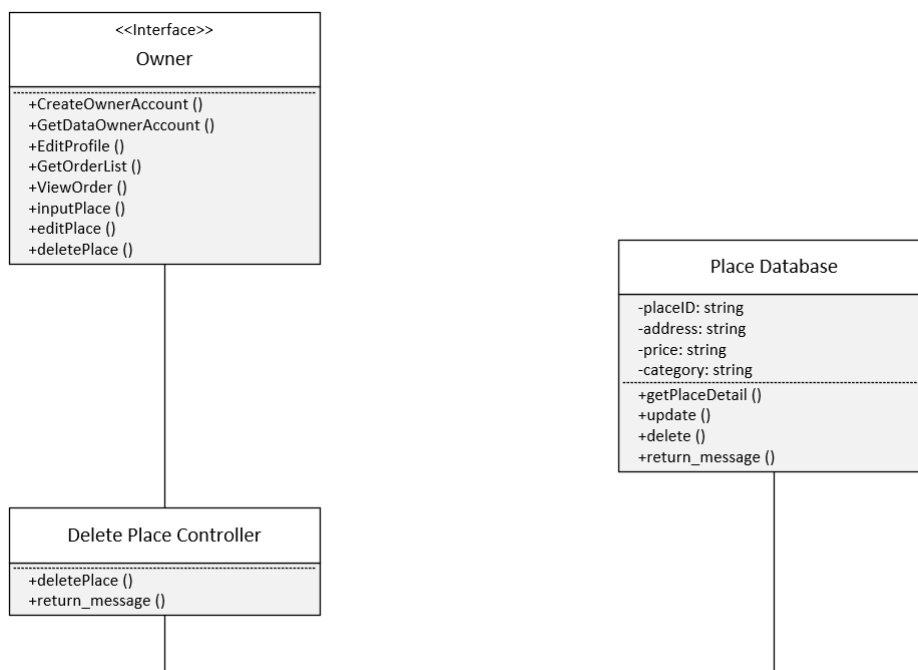 <<Interface>>
Owner
+CreateOwnerAccount ()
+GetDataOwnerAccount ()
+EditProfile ()
+GetOrderList ()
+ViewOrder ()
+inputPlace ()
+editPlace ()
+deletePlace ()
Place Database
-placeID: string
-address: string
-price: string
-category: string
+getPlaceDetail ()
+update ()
+delete ()
+return_message ()
Delete Place Controller
+deletePlace ()
+return_message ()